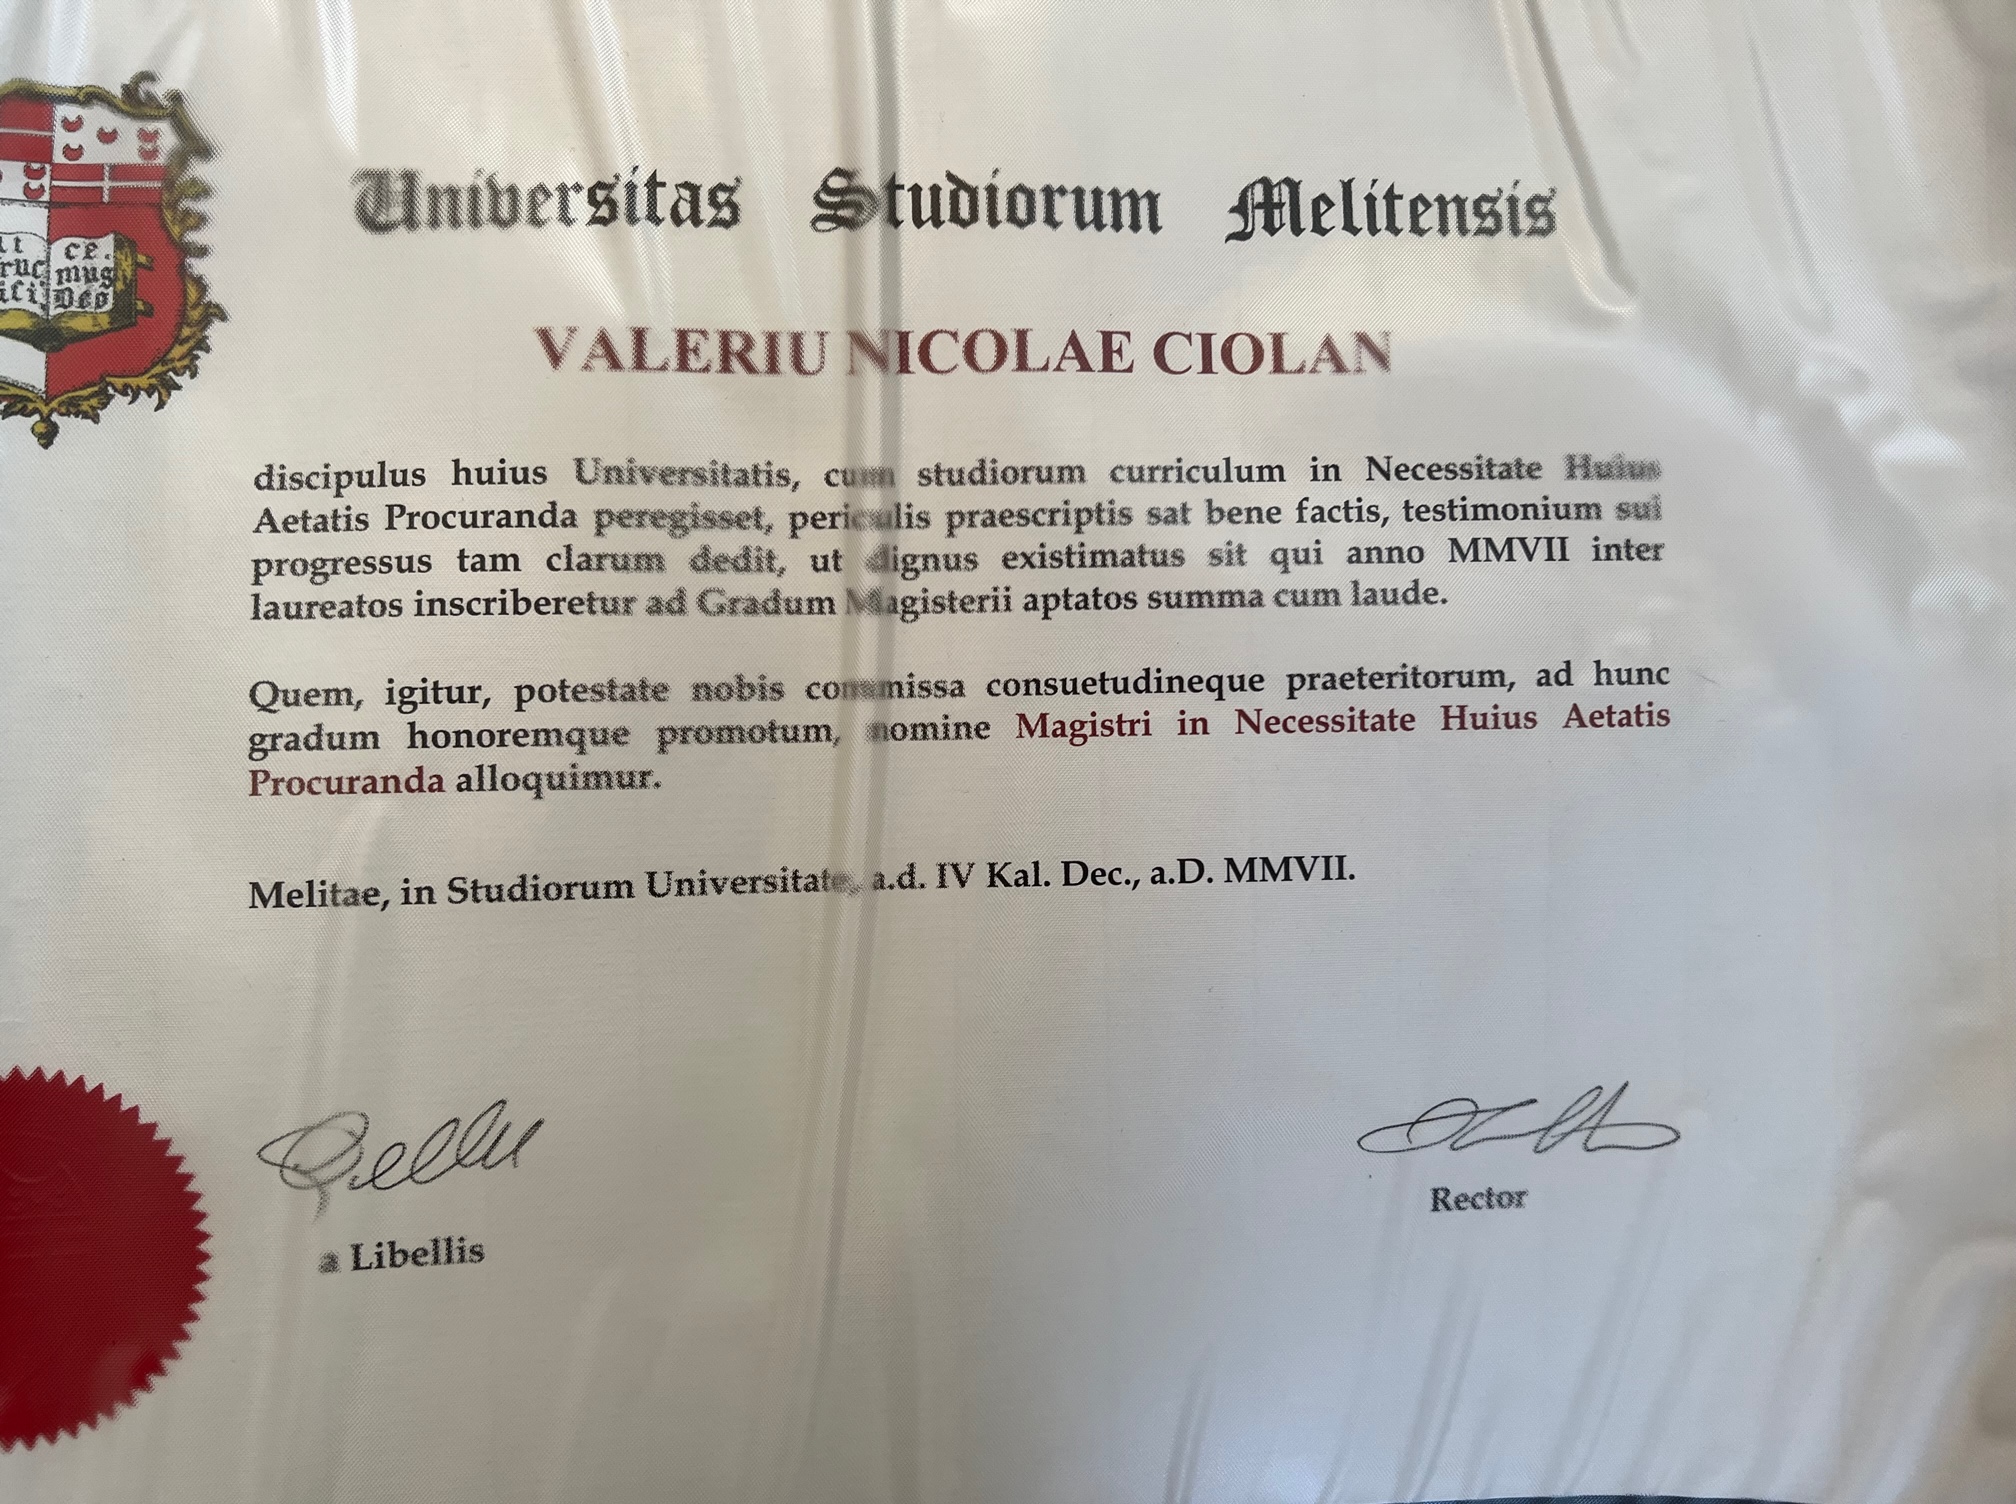 Universitas Studiorum Melitensis
VALERIU NICOLAE CIOLAN
discipulus huius Universitatis, cum studiorum curriculum in Necessitate Huius
Aetatis Procuranda peregisset, periculis praescriptis sat bene factis, testimonium sui
progressus tam clarum dedit, ut dignus existimatus sit qui anno MMVII inter
laureatos inscriberetur ad Gradum Magisterii aptatos summa cum laude.
Quem, igitur, potestate nobis commissa consuetudineque praeteritorum, ad hunc
gradum honoremque promotum, nomine Magistri in Necessitate Huius Aetatis
Procuranda alloquimur.
Melitae, in Studiorum Universitate, a.d. IV Kal. Dec., a.D. MMVII.
a Libellis
Rector
ce.
mus
Deo